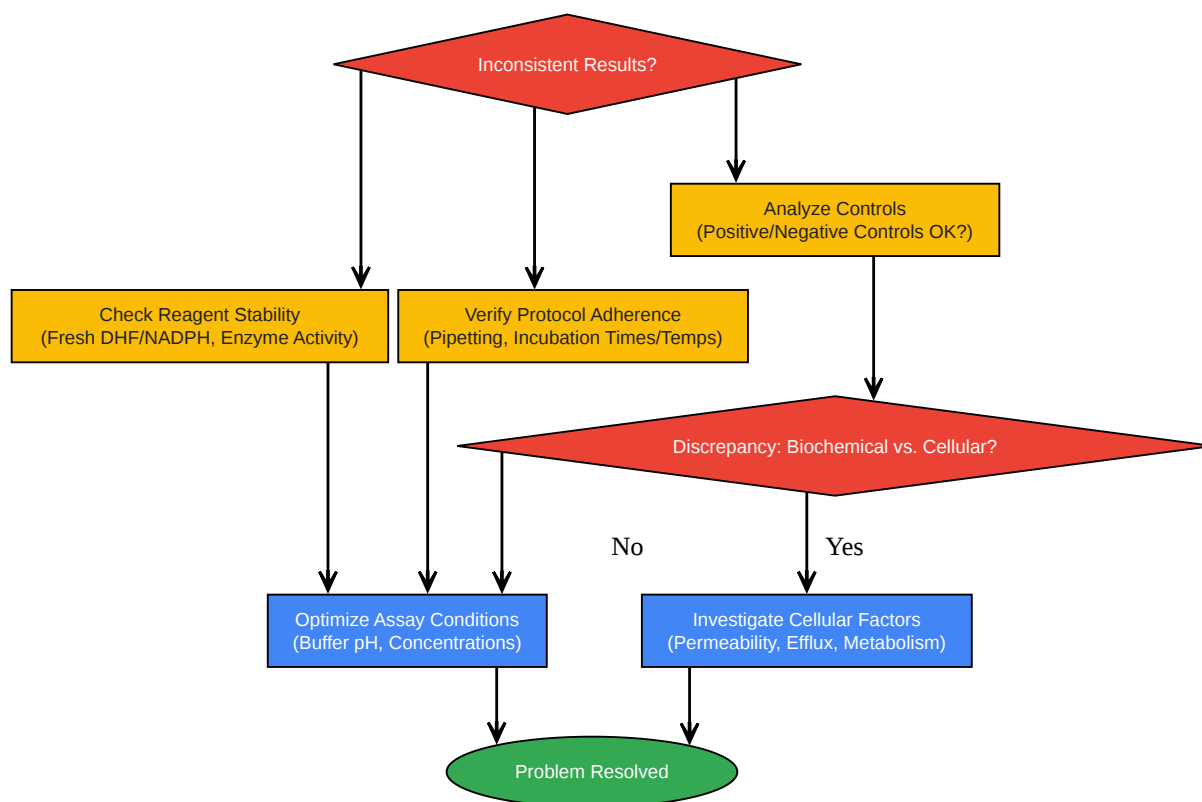 Inconsistent Results?
Analyze Controls
(Positive/Negative Controls OK?)
Check Reagent Stability
(Fresh DHF/NADPH, Enzyme Activity)
Verify Protocol Adherence
(Pipetting, Incubation Times/Temps)
Discrepancy: Biochemical vs. Cellular?
No
Yes
Optimize Assay Conditions
(Buffer pH, Concentrations)
Investigate Cellular Factors
(Permeability, Efflux, Metabolism)
Problem Resolved